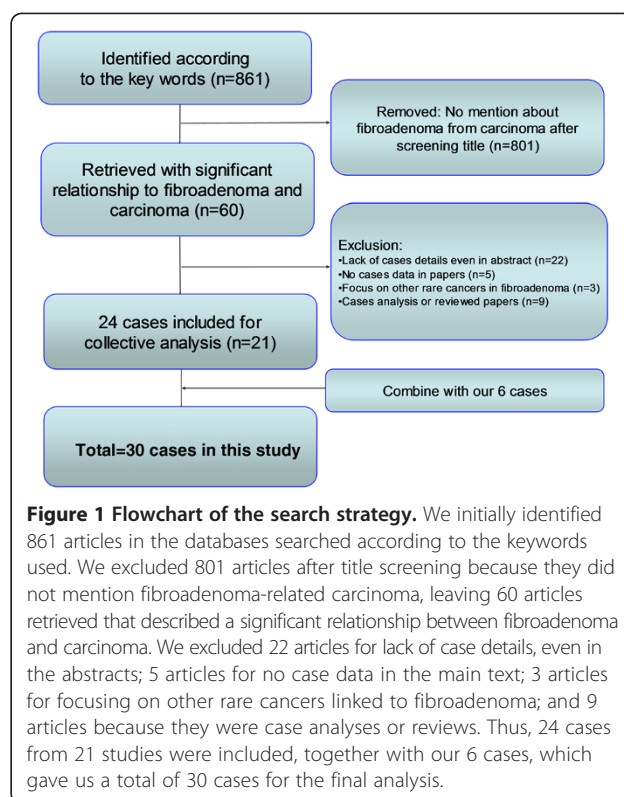 Identified according
to the key words (n=861)
Removed: No mention about
fibroadenoma from carcinoma after
screening title (n=801)
Retrieved with significant
relationship to fibroadenoma and
carcinoma (n=60)
Exclusion:
•Lack of cases details even in abstract (n=22)
•No cases data in papers (n=5)
•Focus on other rare cancers in fibroadenoma (n=3)
•Cases analysis or reviewed papers (n=9)
24 cases included for
collective analysis (n=21)
Combine with our 6 cases
Total=30 cases in this study
Figure 1 Flowchart of the search strategy. We initially identified
861 articles in the databases searched according to the keywords
used. We excluded 801 articles after title screening because they did
not mention fibroadenoma-related carcinoma, leaving 60 articles
retrieved that described a significant relationship between fibroadenoma
and carcinoma. We excluded 22 articles for lack of case details, even in
the abstracts; 5 articles for no case data in the main text; 3 articles
for focusing on other rare cancers linked to fibroadenoma; and 9
articles because they were case analyses or reviews. Thus, 24 cases
from 21 studies were included, together with our 6 cases, which
gave us a total of 30 cases for the final analysis.